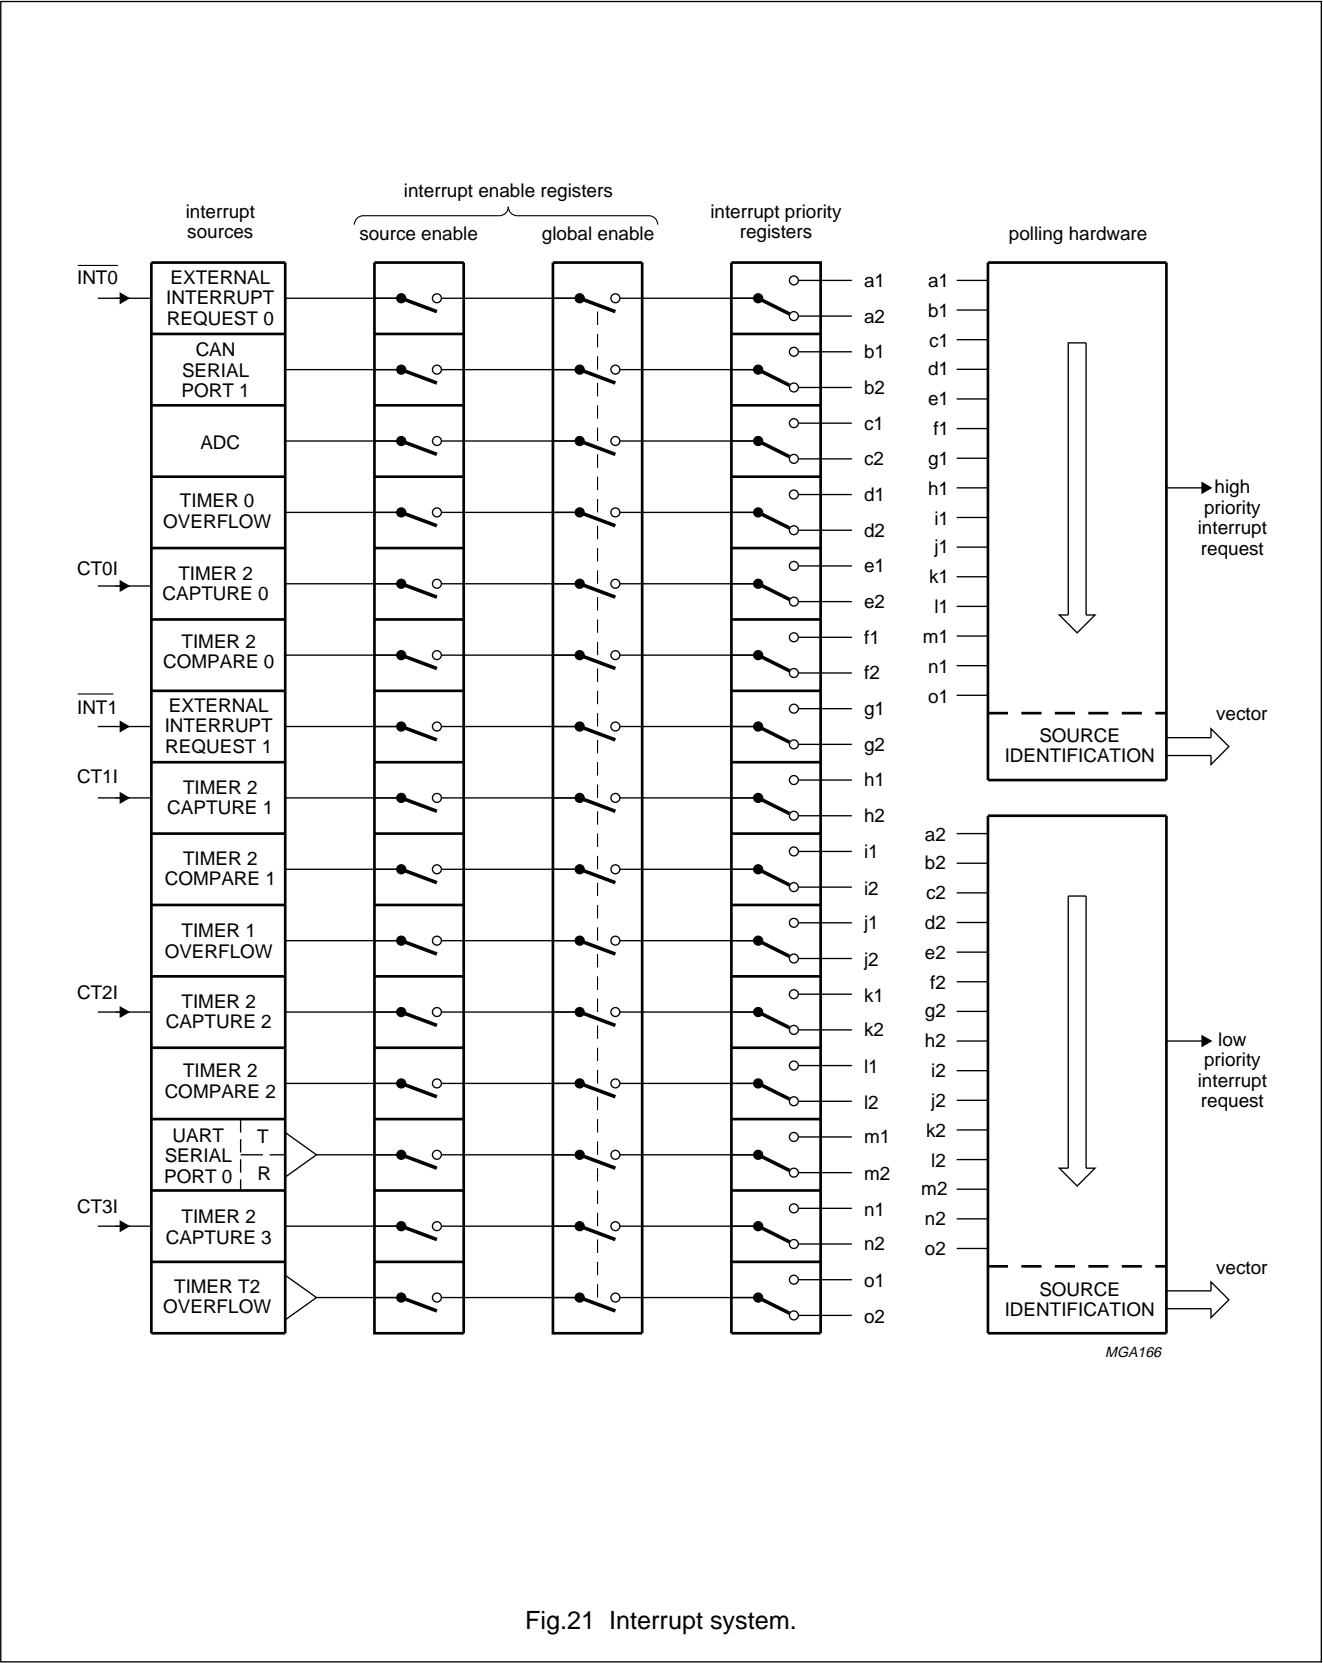 interrupt enable registers
interrupt
sources
source enable
global enable
interrupt priority
registers
polling hardware
INT0
EXTERNAL
INTERRUPT
REQUEST 0
a1
a2
CAN
SERIAL
PORT 1
b1
b2
ADC
c1
c2
TIMER 0
OVERFLOW
d1
d2
CT0I
TIMER 2
CAPTURE 0
e1
e2
TIMER 2
COMPARE 0
f1
f2
INT1
EXTERNAL
INTERRUPT
REQUEST 1
g1
g2
CT1I
TIMER 2
CAPTURE 1
h1
h2
TIMER 2
COMPARE 1
i1
i2
TIMER 1
OVERFLOW
j1
j2
CT2I
TIMER 2
CAPTURE 2
k1
k2
TIMER 2
COMPARE 2
l1
l2
UART
SERIAL
PORT 0
T
R
m1
m2
CT3I
TIMER 2
CAPTURE 3
n1
n2
TIMER T2
OVERFLOW
o1
o2
a1
b1
c1
d1
e1
f1
g1
h1
i1
j1
k1
l1
m1
n1
o1
high
priority
interrupt
request
SOURCE
IDENTIFICATION
vector
a2
b2
c2
d2
e2
f2
g2
h2
i2
j2
k2
l2
m2
n2
o2
low
priority
interrupt
request
SOURCE
IDENTIFICATION
vector
MGA166
Fig.21 Interrupt system.